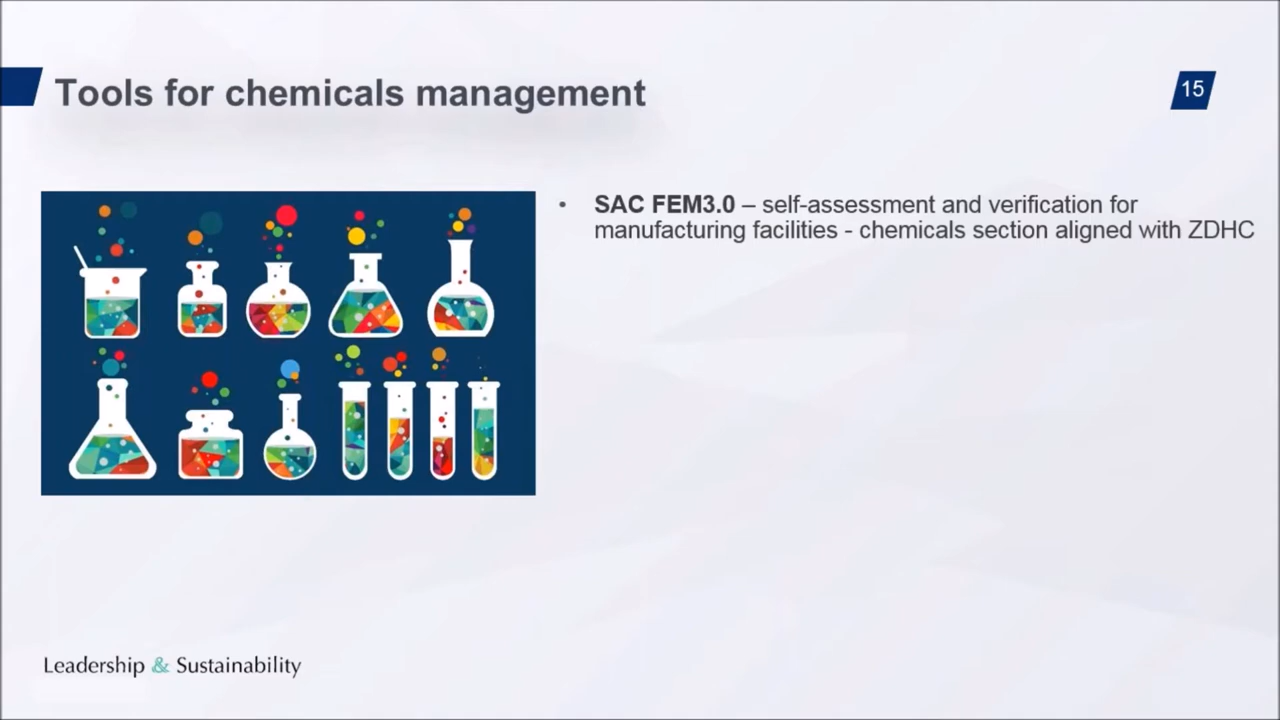 Tools for chemicals management
15
• SAC FEM3.0 – self-assessment and verification for
manufacturing facilities - chemicals section aligned with ZDHC
Leadership & Sustainability